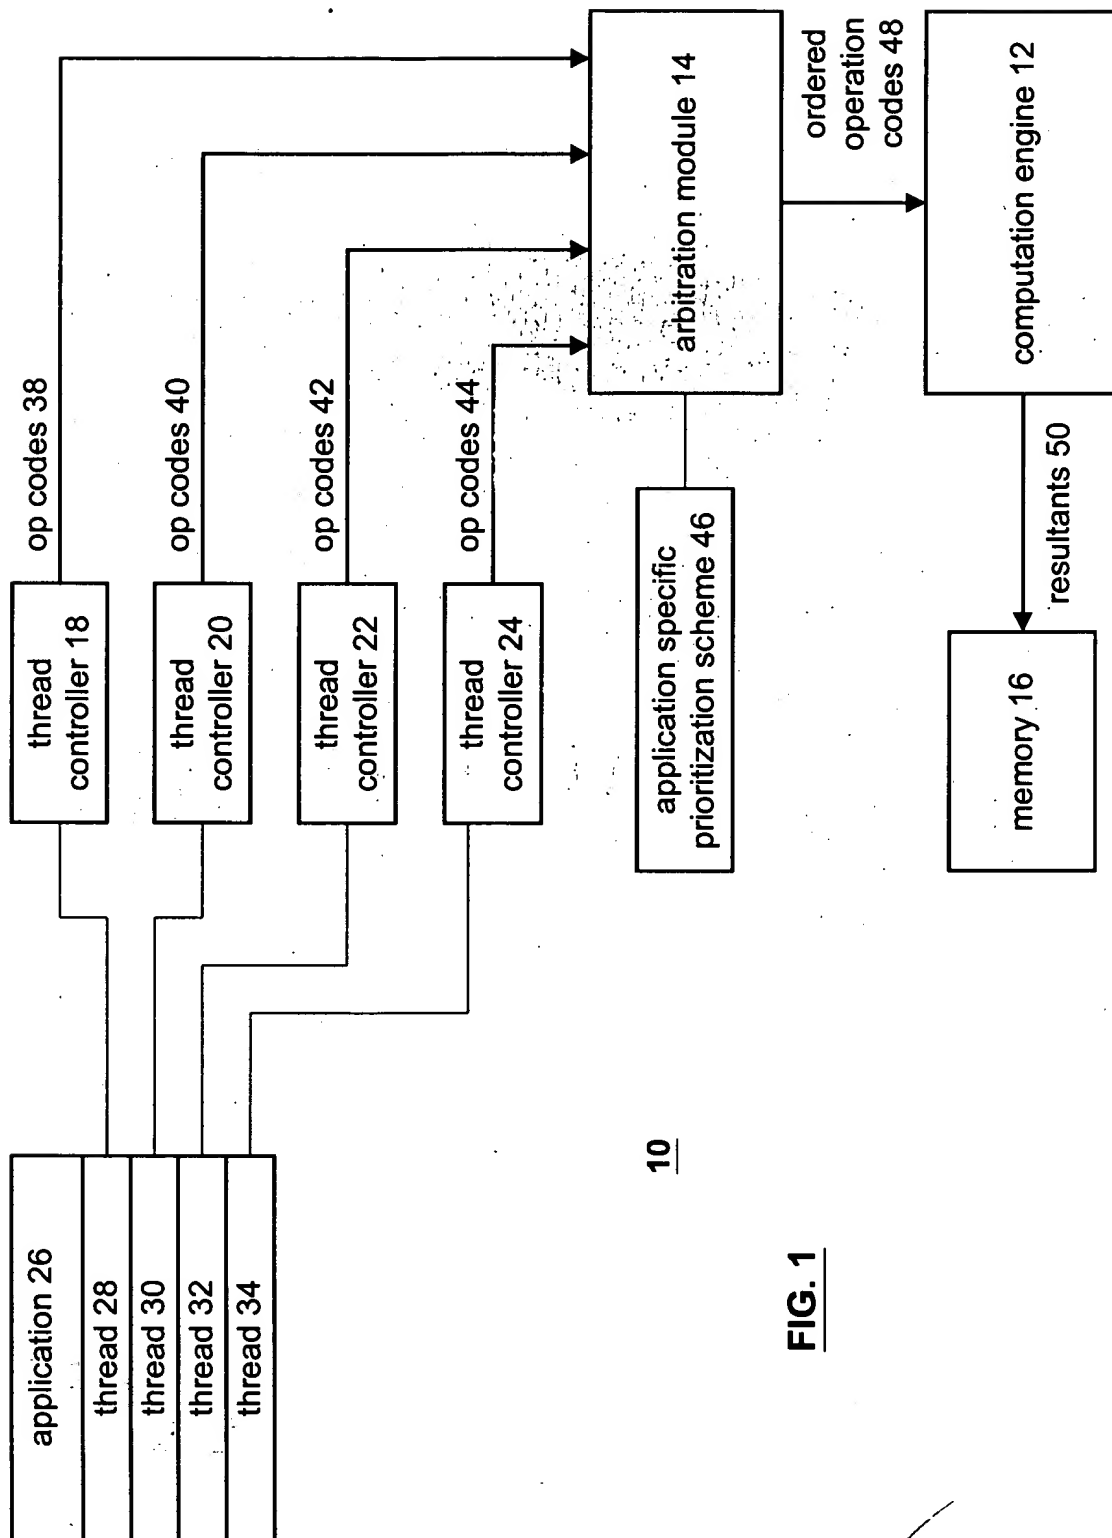 application 26
thread 28
thread 30
thread 32
thread 34
thread
controller 18
thread
controller 20
thread
controller 22
thread
controller 24
op codes 38
op codes 40
op codes 42
op codes 44
application specific
prioritization scheme 46
arbitration module 14
ordered
operation
codes 48
computation engine 12
resultants 50
memory 16
10
FIG. 1